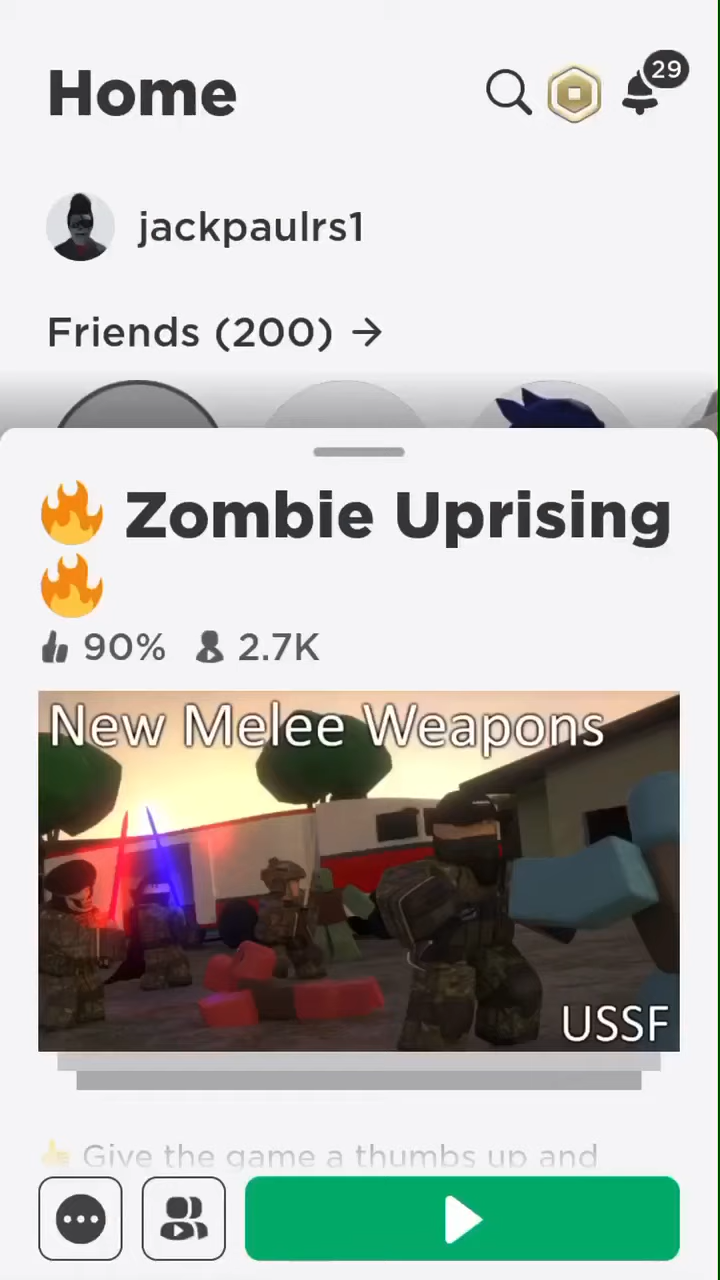 Home
29
jackpaulrs1
Friends (200) →
🔥 Zombie Uprising
🔥
90% 2.7K
New Melee Weapons
USSF
👍 Give the game a thumbs up and